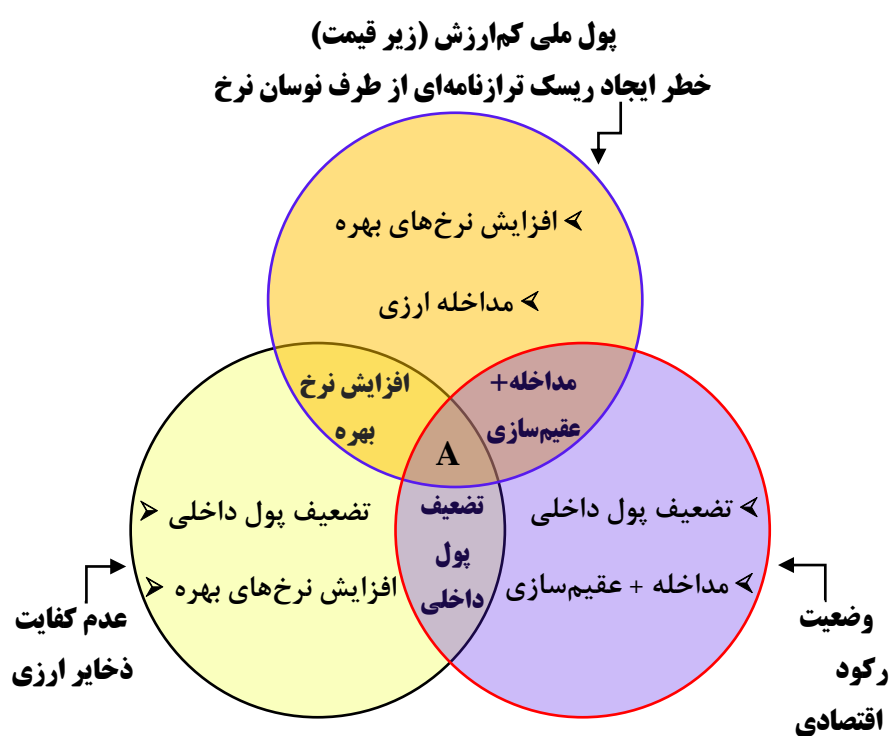 پول ملی کم‌ارزش (زیر قیمت)
خطر ایجاد ریسک ترازنامه‌ای از طرف نوسان نرخ
افزایش نرخ‌های بهره
مداخله ارزی
افزایش نرخ
بهره
مداخله+
عقیم‌سازی
A
تضعیف پول داخلی
افزایش نرخ‌های بهره
تضعیف
پول
داخلی
تضعیف پول داخلی
مداخله + عقیم‌سازی
عدم کفایت
ذخایر ارزی
وضعیت
رکود
اقتصادی